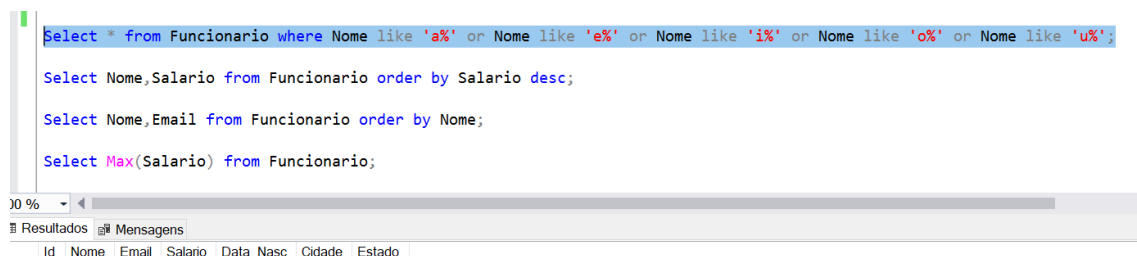 Select * from Funcionario where Nome like 'a%' or Nome like 'e%' or Nome like 'i%' or Nome like 'o%' or Nome like 'u%';
Select Nome,Salario from Funcionario order by Salario desc;
Select Nome,Email from Funcionario order by Nome;
Select Max(Salario) from Funcionario;
00 %
Resultados Mensagens
Id Nome Email Salario Data_Nasc Cidade Estado